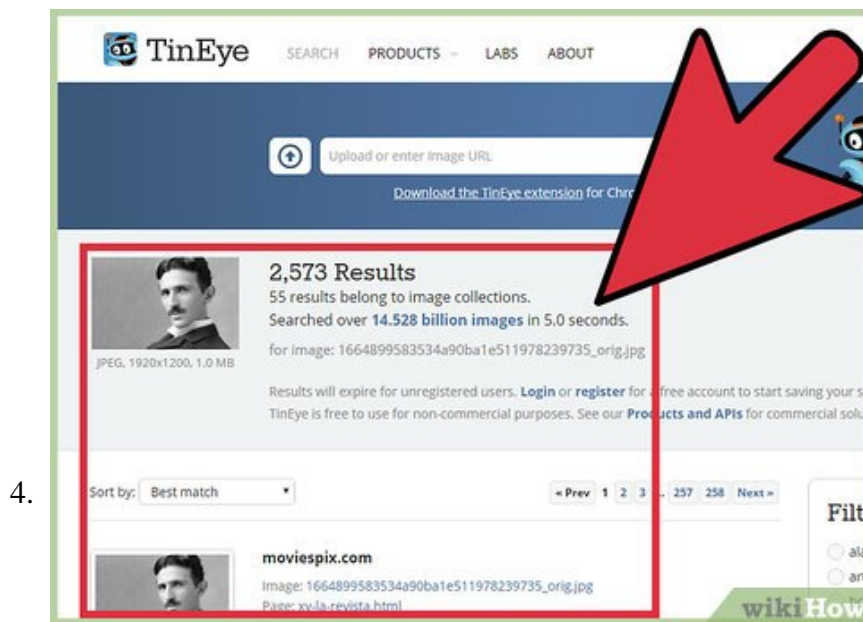 TinEye SEARCH PRODUCTS LABS ABOUT
Upload or enter Image URL
Download the TinEye extension for
2,573 Results
55 results belong to image collections.
Searched over 14.528 billion images in 5.0 seconds.
for image: 1664899583534a90ba1e511978239735_orig.jpg
JPEG, 1920x1200, 1.0 MB
Results will expire for unregistered users. Login or register for a free account to start saving your
TinEye is free to use for non-commercial purposes. See our Products and APIs for commercial
4.
Sort by: Best match
« Prev 1 2 3 ... 257 258 Next »
moviespix.com
Image: 1664899583534a90ba1e511978239735_orig.jpg
Page: xy-la-revista.html
wikiHow